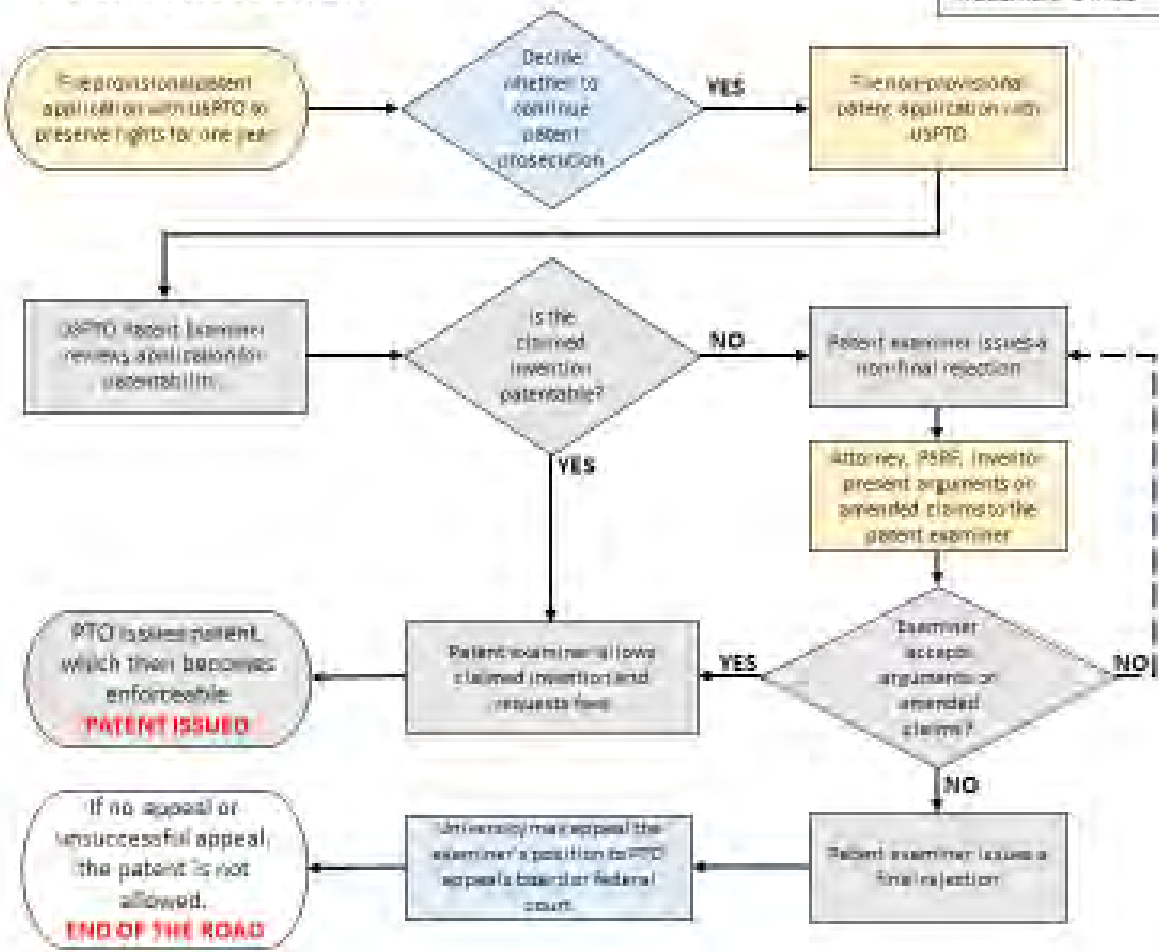 File provisional patent
application with USPTO to
preserve rights for one year
Decide
whether to
continue
patent
prosecution
YES
File non-provisional
patent application with
USPTO
USPTO Patent Examiner
reviews application for
patentability.
Is the
claimed
invention
patentable?
NO
Patent examiner issues a
non-final rejection
YES
Attorney, PSRF, Inventor
present arguments or
amended claims to the
patent examiner
PTO issues patent,
which then becomes
enforceable
PATENT ISSUED
Patent examiner allows
claimed invention and
requests fees
YES
Examiner
accepts
arguments or
amended
claims?
NO
NO
If no appeal or
unsuccessful appeal,
the patent is not
allowed.
END OF THE ROAD
University may appeal the
examiner's position to PTO
appeals board or federal
court.
Patent examiner issues a
final rejection